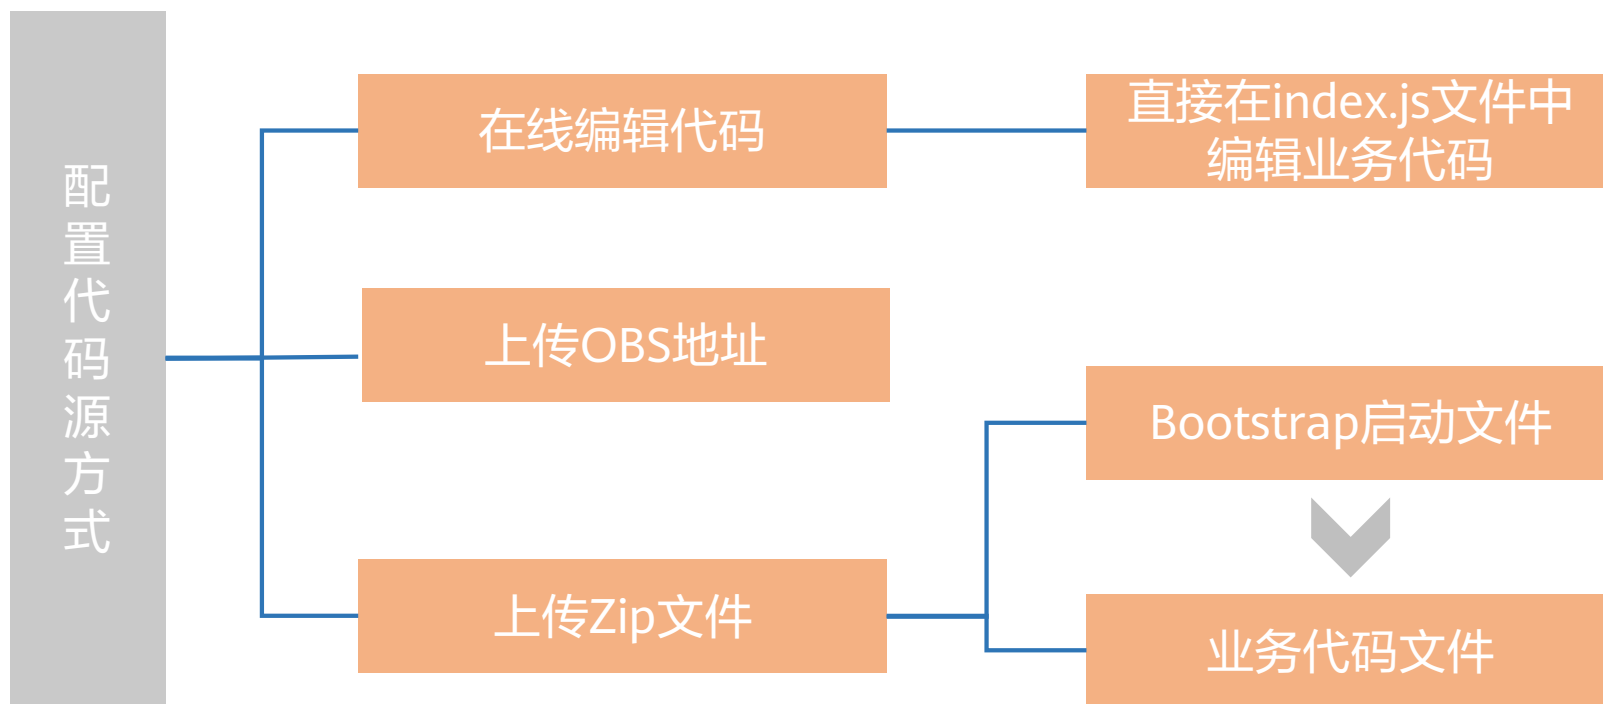 配置代码源方式
在线编辑代码
直接在index.js文件中
编辑业务代码
上传OBS地址
上传Zip文件
Bootstrap启动文件
业务代码文件